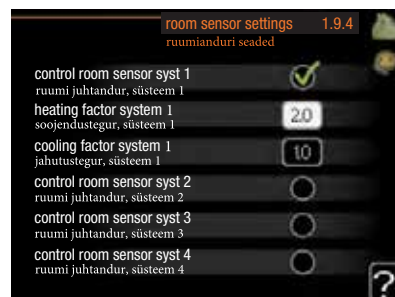 room sensor settings 1.9.4
ruumianduri seaded
control room sensor syst 1
ruumi juhtandur, süsteem 1
heating factor system 1
soojendustegur, süsteem 1
2.0
cooling factor system 1
jahutustegur, süsteem 1
1.0
control room sensor syst 2
ruumi juhtandur, süsteem 2
control room sensor syst 3
ruumi juhtandur, süsteem 3
control room sensor syst 4
ruumi juhtandur, süsteem 4
?